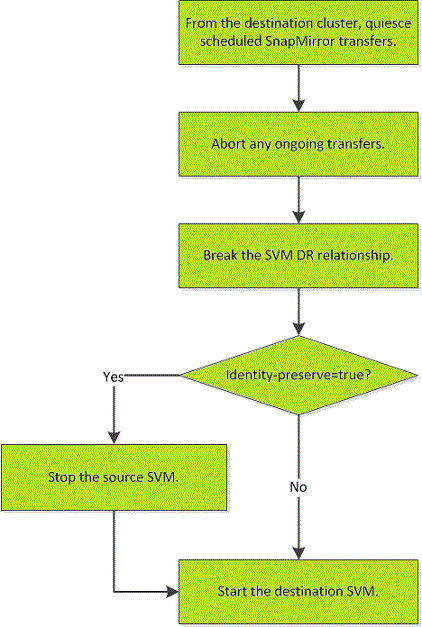 From the destination cluster, quiesce
scheduled SnapMirror transfers.
Abort any ongoing transfers.
Break the SVM DR relationship.
Identity-preserve=true?
Yes
Stop the source SVM.
No
Start the destination SVM.